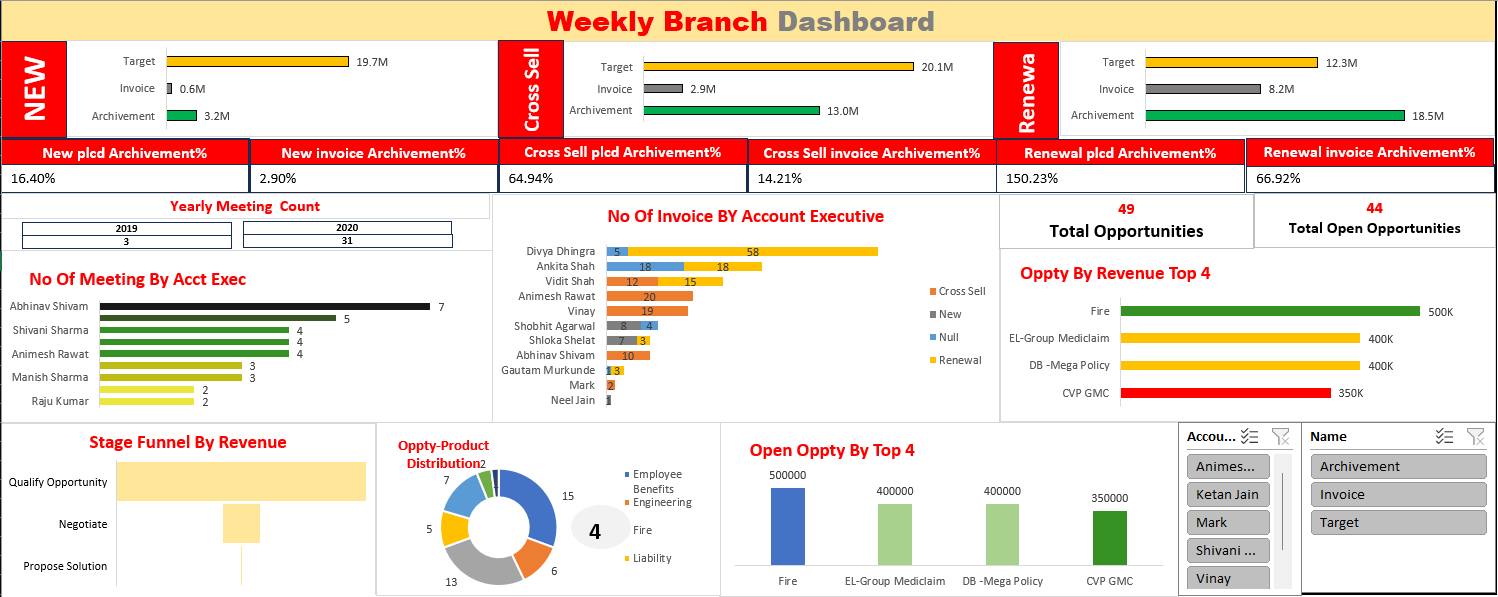 Weekly Branch Dashboard
NEW
Target
19.7M
Invoice
0.6M
Archivement
3.2M
Cross Sell
Target
20.1M
Invoice
2.9M
Archivement
13.0M
Renewa
Target
12.3M
Invoice
8.2M
Archivement
18.5M
New plcd Archivement%
16.40%
New invoice Archivement%
2.90%
Cross Sell plcd Archivement%
64.94%
Cross Sell invoice Archivement%
14.21%
Renewal plcd Archivement%
150.23%
Renewal invoice Archivement%
66.92%
Yearly Meeting Count
2019
3
2020
31
No Of Meeting By Acct Exec
Abhinav Shivam
7
5
Shivani Sharma
4
4
Animesh Rawat
4
3
Manish Sharma
3
2
Raju Kumar
2
No Of Invoice BY Account Executive
Divya Dhingra
5
58
Ankita Shah
18
18
Vidit Shah
12
15
Animesh Rawat
20
Vinay
19
Shobhit Agarwal
8
4
Shloka Shelat
7
3
Abhinav Shivam
10
Gautam Murkunde
1
3
Mark
2
Neel Jain
1
Cross Sell
New
Null
Renewal
49
Total Opportunities
44
Total Open Opportunities
Oppty By Revenue Top 4
Fire
500K
EL-Group Mediclaim
400K
DB -Mega Policy
400K
CVP GMC
350K
Stage Funnel By Revenue
Qualify Opportunity
Negotiate
Propose Solution
Oppty-Product
Distribution
2
7
15
5
6
13
4
Employee
Benefits
Engineering
Fire
Liability
Open Oppty By Top 4
500000
400000
400000
350000
Fire
EL-Group Mediclaim
DB -Mega Policy
CVP GMC
Accou...
Animes...
Ketan Jain
Mark
Shivani ...
Vinay
Name
Archivement
Invoice
Target